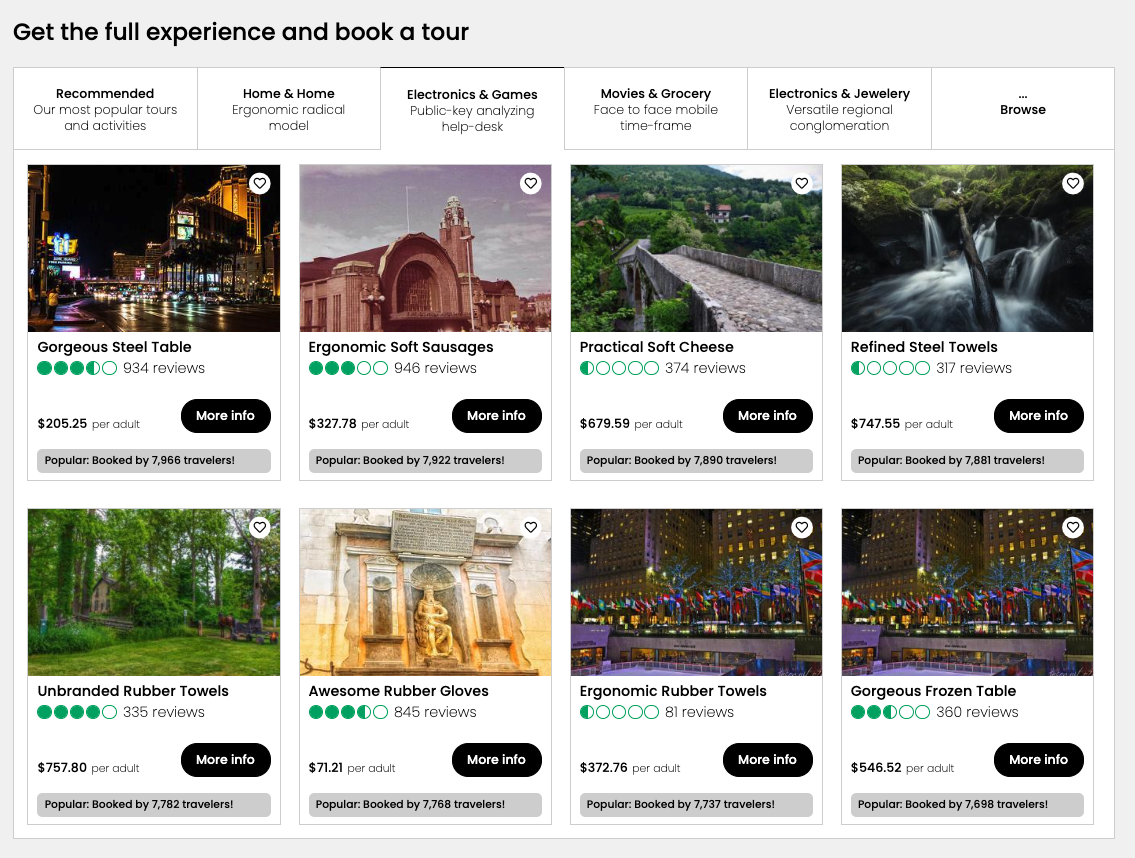 Get the full experience and book a tour
Recommended
Our most popular tours
and activities
Home & Home
Ergonomic radical
model
Electronics & Games
Public-key analyzing
help-desk
Movies & Grocery
Face to face mobile
time-frame
Electronics & Jewelery
Versatile regional
conglomeration
...
Browse
Gorgeous Steel Table
934 reviews
$205.25 per adult
More info
Popular: Booked by 7,966 travelers!
Ergonomic Soft Sausages
946 reviews
$327.78 per adult
More info
Popular: Booked by 7,922 travelers!
Practical Soft Cheese
374 reviews
$679.59 per adult
More info
Popular: Booked by 7,890 travelers!
Refined Steel Towels
317 reviews
$747.55 per adult
More info
Popular: Booked by 7,881 travelers!
Unbranded Rubber Towels
335 reviews
$757.80 per adult
More info
Popular: Booked by 7,782 travelers!
Awesome Rubber Gloves
845 reviews
$71.21 per adult
More info
Popular: Booked by 7,768 travelers!
Ergonomic Rubber Towels
81 reviews
$372.76 per adult
More info
Popular: Booked by 7,737 travelers!
Gorgeous Frozen Table
360 reviews
$546.52 per adult
More info
Popular: Booked by 7,698 travelers!